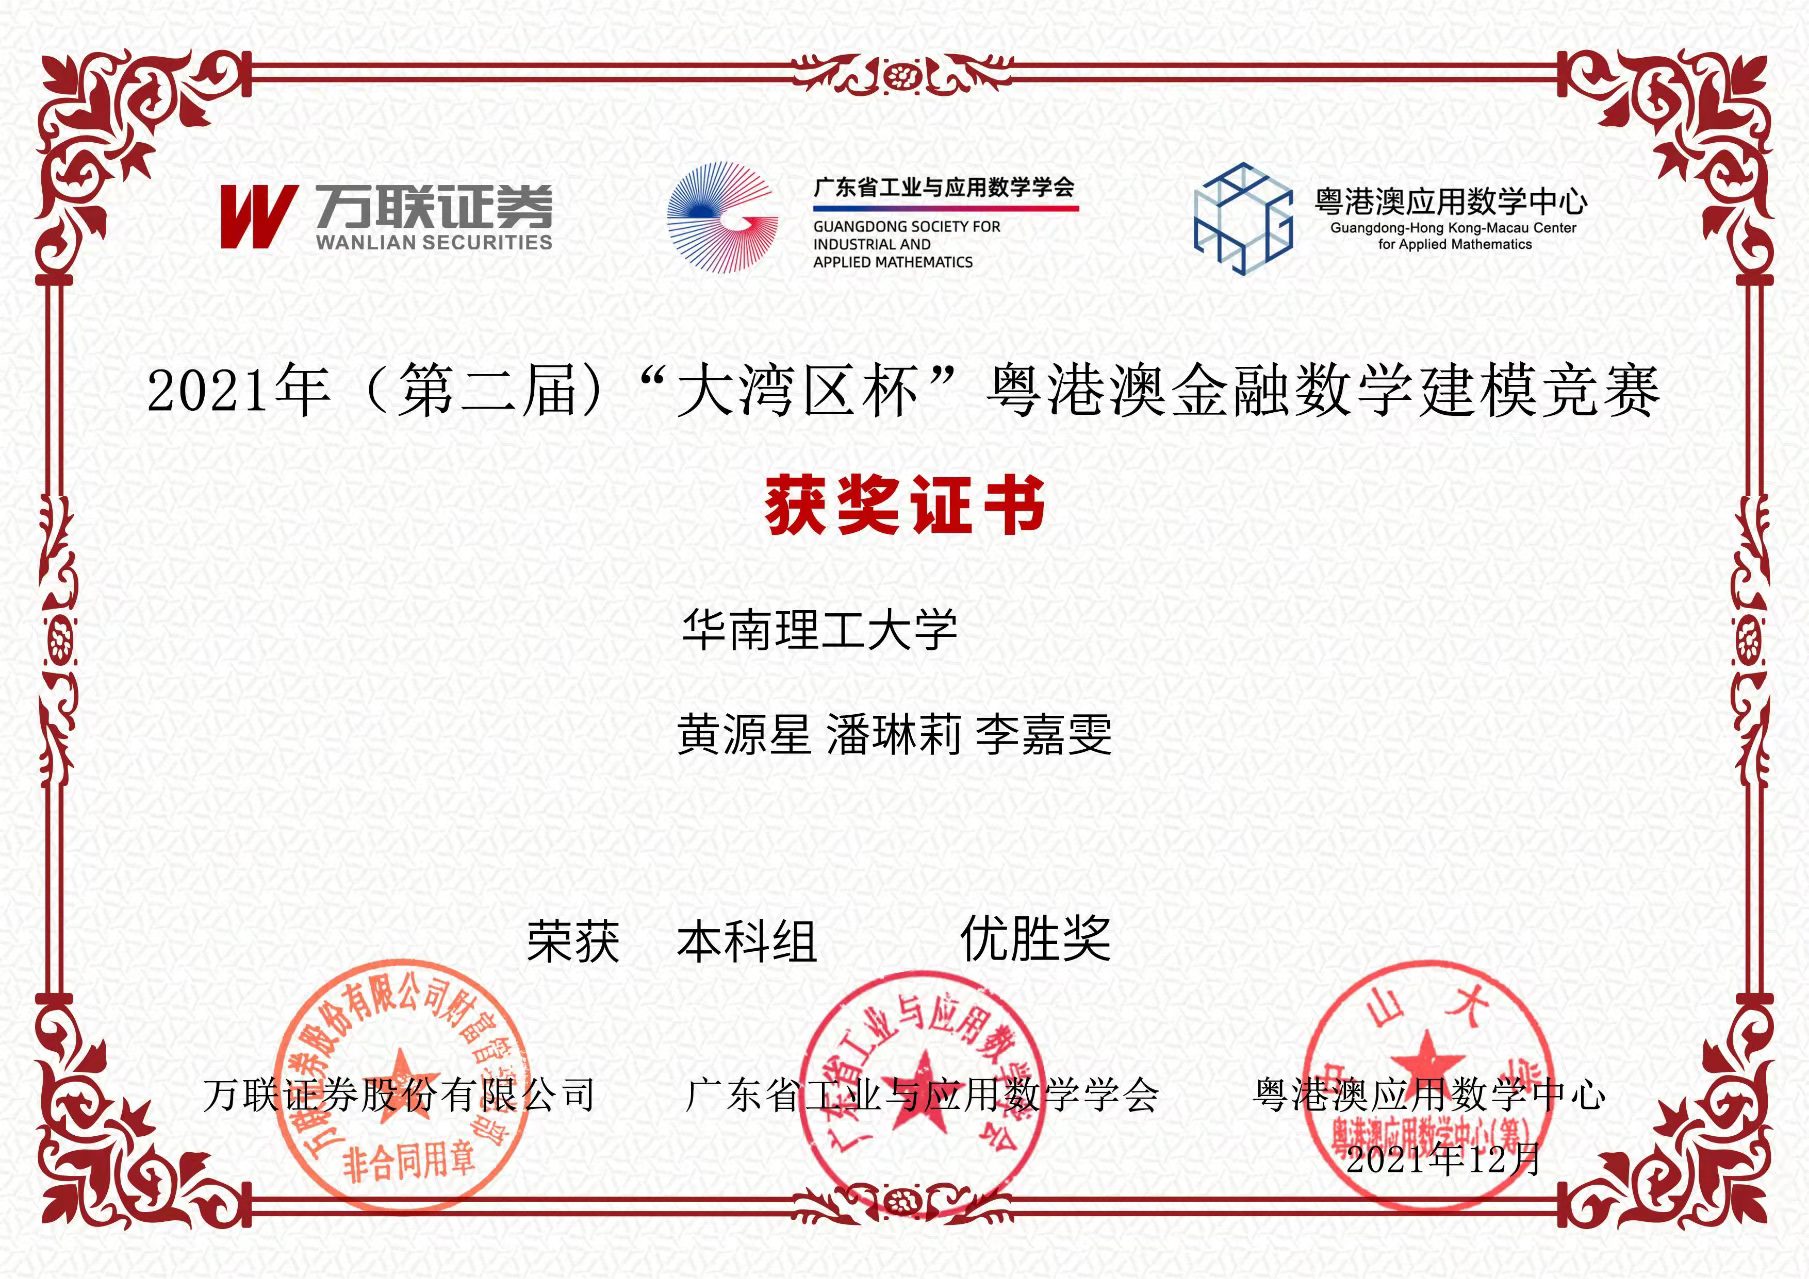 万联证券
WANLIAN SECURITIES
广东省工业与应用数学学会
GUANGDONG SOCIETY FOR
INDUSTRIAL AND
APPLIED MATHEMATICS
粤港澆应用数学中心
Guangdong-Hong Kong-Macau Center
for Applied Mathematics
2021年（第二届）“大湾区杯”粤港澳金融数学建模竞赛
获奖证书
华南理工大学
黄源星 潘琳莉 李嘉雯
荣获 本科组 优胜奖
万联证券股份有限公司财富管理总部
非合同用章
广东省工业与应用数学学会
中山大学
粤港澳应用数学中心(筹)
万联证券股份有限公司 广东省工业与应用数学学会 粤港澳应用数学中心
2021年12月